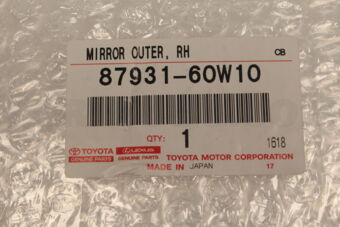 MIRROR OUTER, RH CB
87931-60W10
QTY: 1 1618
TOYOTA LEXUS
GENUINE PARTS GENUINE PARTS TOYOTA MOTOR CORPORATION
MADE IN JAPAN 17